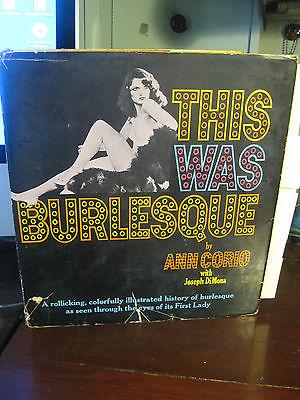 THIS
WAS
BURLESQUE
by
ANN CORIO
with
Joseph DiMona
A rollicking, colorfully illustrated history of burlesque
as seen through the eyes of its First Lady